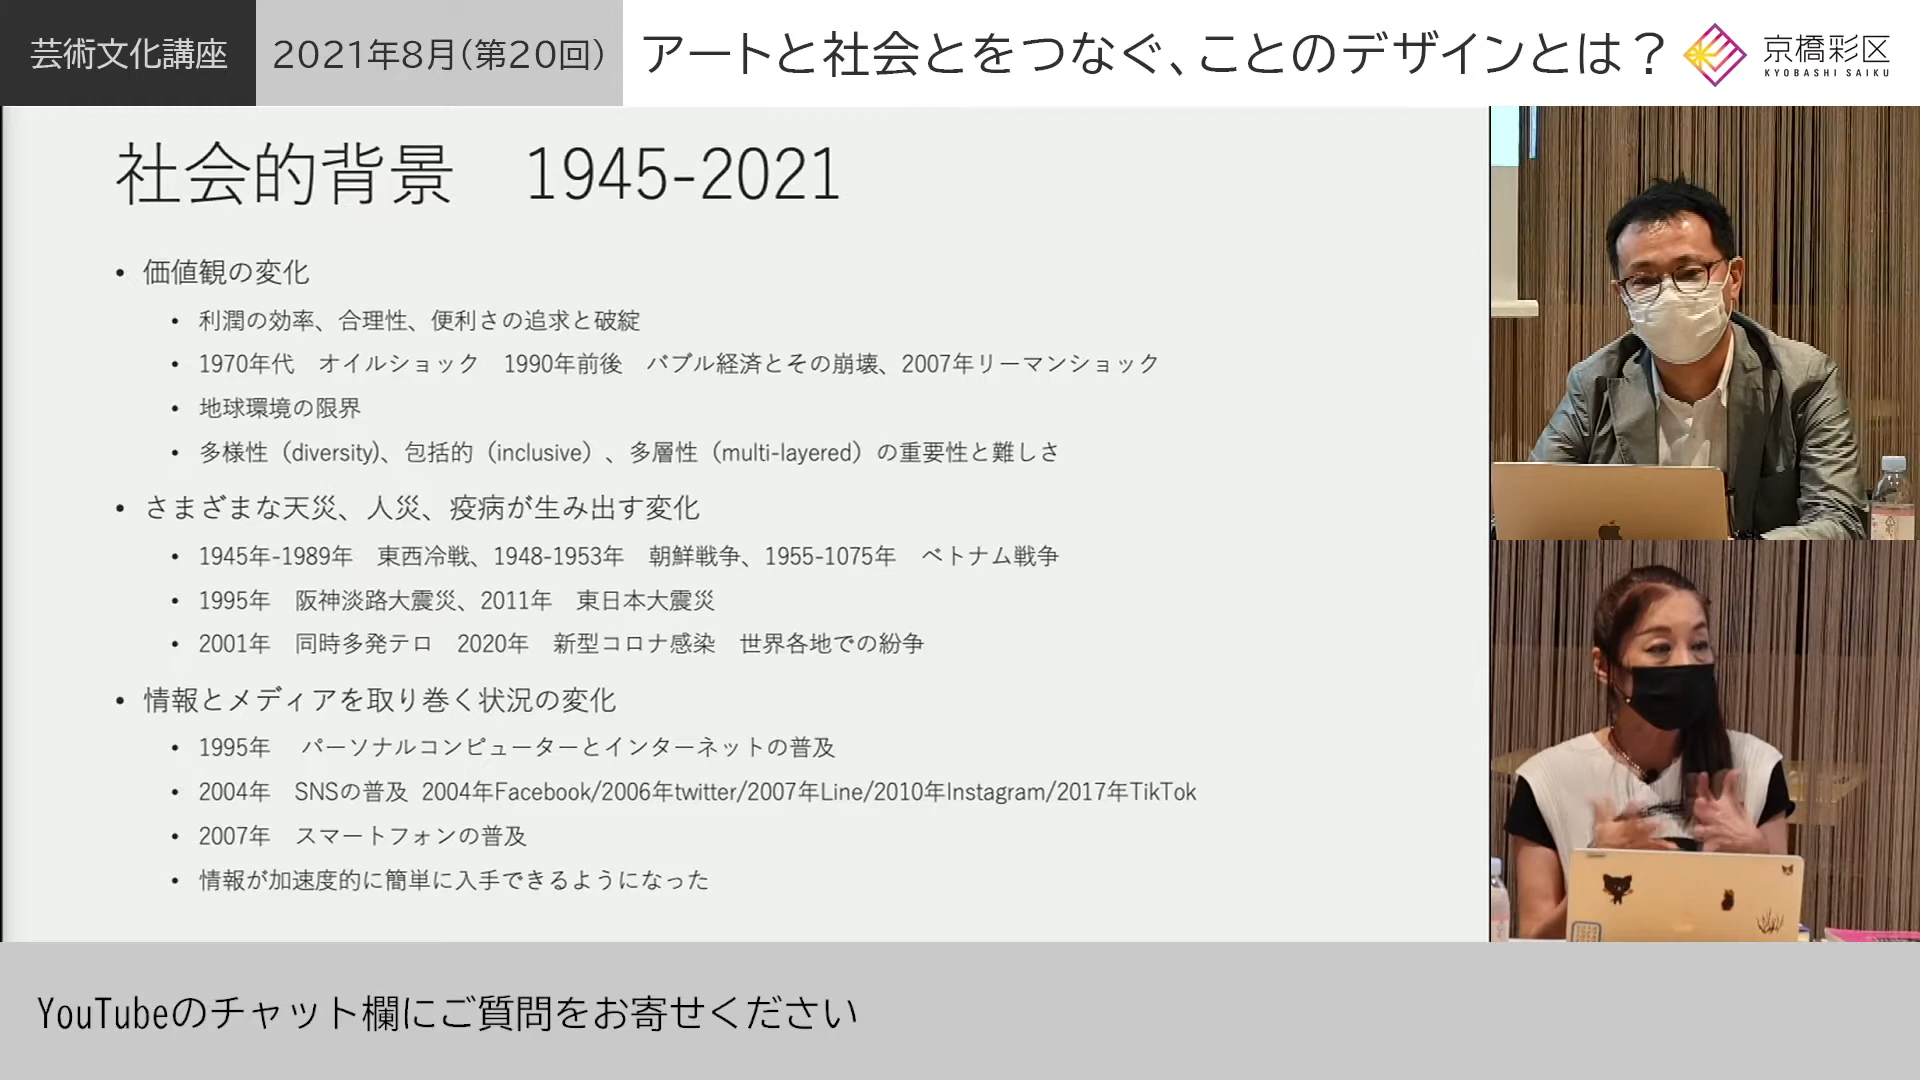 芸術文化講座
2021年8月(第20回)
アートと社会とをつなぐ、ことのデザインとは？
京橋彩区
KYOBASHI SAIKU
社会的背景　1945-2021
• 価値観の変化
• 利潤の効率、合理性、便利さの追求と破綻
• 1970年代　オイルショック　1990年前後　バブル経済とその崩壊、2007年リーマンショック
• 地球環境の限界
• 多様性（diversity)、包括的（inclusive）、多層性（multi-layered）の重要性と難しさ
• さまざまな天災、人災、疫病が生み出す変化
• 1945年-1989年　東西冷戦、1948-1953年　朝鮮戦争、1955-1075年　ベトナム戦争
• 1995年　阪神淡路大震災、2011年　東日本大震災
• 2001年　同時多発テロ　2020年　新型コロナ感染　世界各地での紛争
• 情報とメディアを取り巻く状況の変化
• 1995年　パーソナルコンピューターとインターネットの普及
• 2004年　SNSの普及 2004年Facebook/2006年twitter/2007年Line/2010年Instagram/2017年TikTok
• 2007年　スマートフォンの普及
• 情報が加速度的に簡単に入手できるようになった
YouTubeのチャット欄にご質問をお寄せください